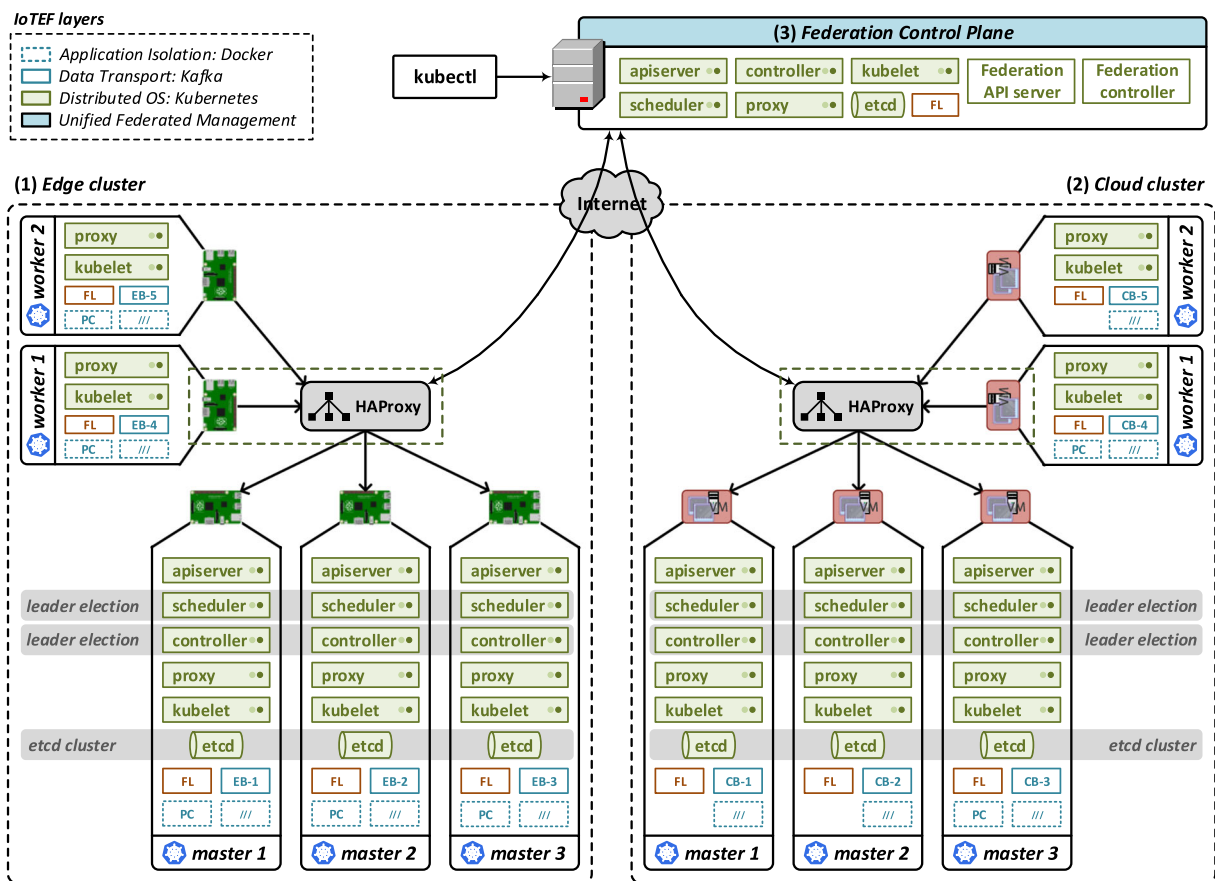 IoTEF layers
Application Isolation: Docker
Data Transport: Kafka
Distributed OS: Kubernetes
Unified Federated Management
kubectl
(3) Federation Control Plane
apiserver
controller
kubelet
Federation
API server
Federation
controller
scheduler
proxy
etcd
FL
Internet
(1) Edge cluster
worker 2
proxy
kubelet
FL
EB-5
PC
///
worker 1
proxy
kubelet
FL
EB-4
PC
///
HAProxy
apiserver
apiserver
apiserver
leader election
scheduler
scheduler
scheduler
leader election
controller
controller
controller
proxy
proxy
proxy
kubelet
kubelet
kubelet
etcd cluster
etcd
etcd
etcd
FL
EB-1
FL
EB-2
FL
EB-3
PC
///
PC
///
PC
///
master 1
master 2
master 3
(2) Cloud cluster
proxy
kubelet
FL
CB-5
///
worker 2
VM
proxy
kubelet
FL
CB-4
PC
///
worker 1
VM
HAProxy
VM
VM
VM
apiserver
apiserver
apiserver
scheduler
scheduler
scheduler
leader election
controller
controller
controller
leader election
proxy
proxy
proxy
kubelet
kubelet
kubelet
etcd
etcd
etcd
etcd cluster
FL
CB-1
FL
CB-2
FL
CB-3
///
///
PC
///
master 1
master 2
master 3